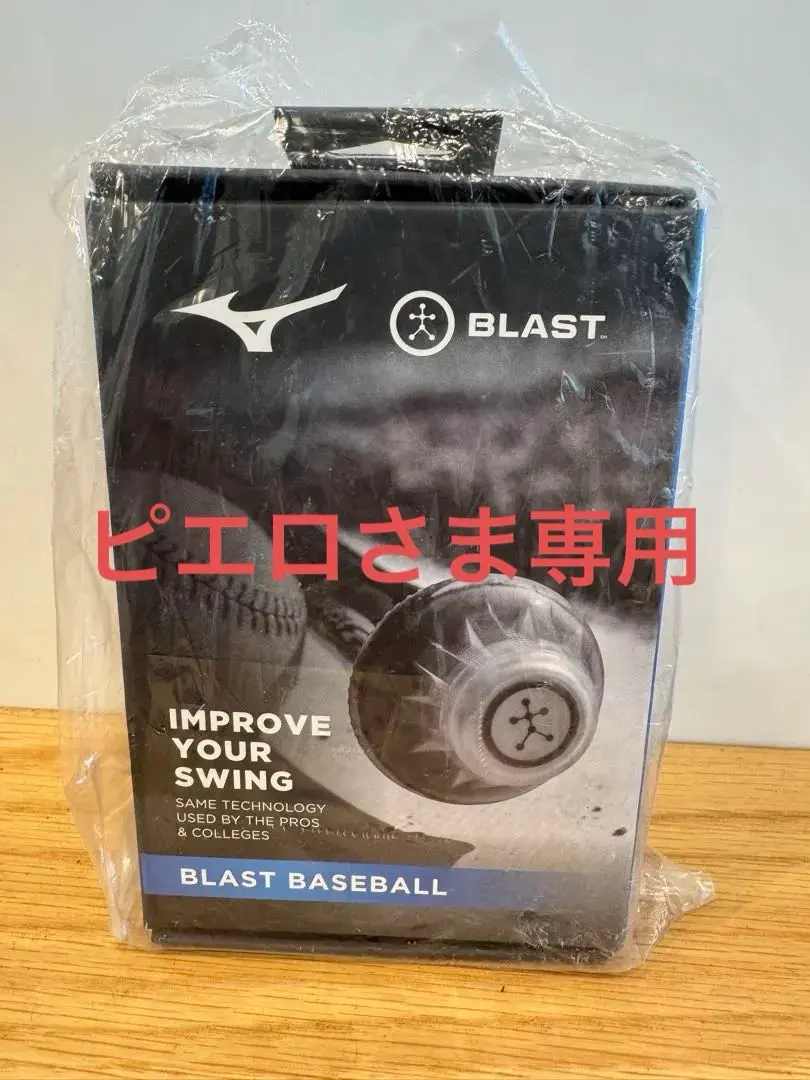 BLAST™
ピエロさま専用
IMPROVE
YOUR
SWING
SAME TECHNOLOGY
USED BY THE PROS
& COLLEGES
BLAST BASEBALL